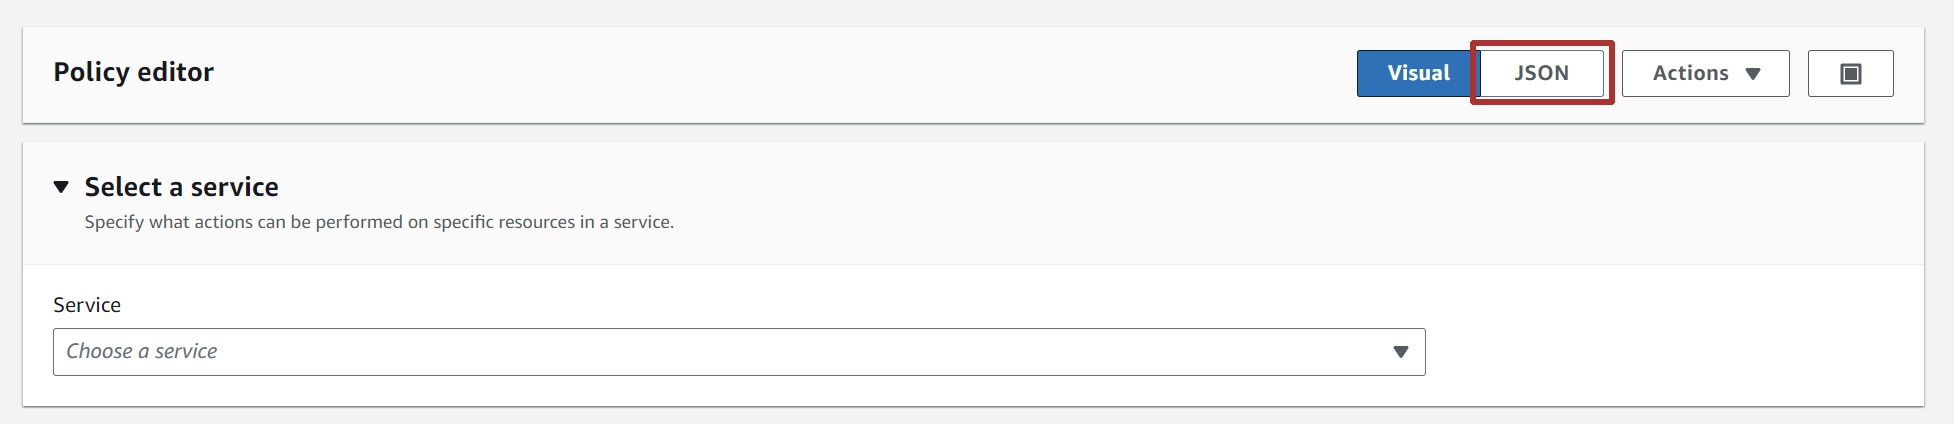 Policy editor
Visual
JSON
Actions
Select a service
Specify what actions can be performed on specific resources in a service.
Service
Choose a service